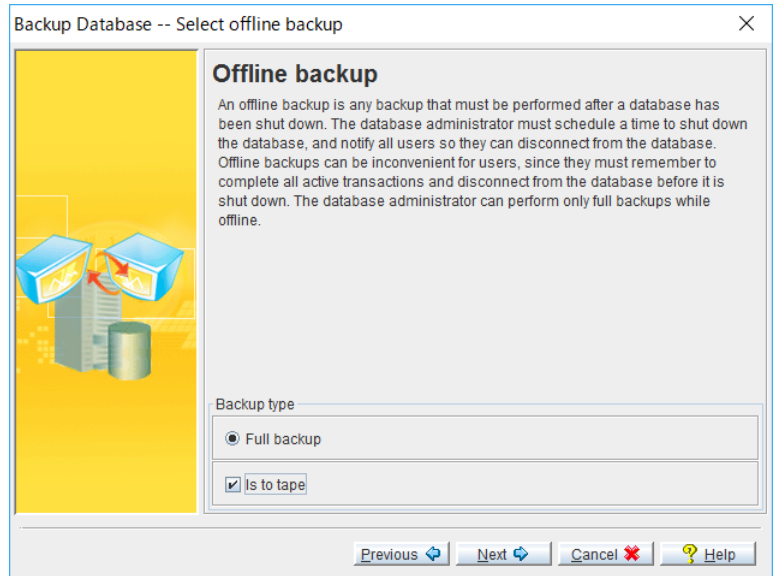 Backup Database -- Select offline backup
Offline backup
An offline backup is any backup that must be performed after a database has
been shut down. The database administrator must schedule a time to shut down
the database, and notify all users so they can disconnect from the database.
Offline backups can be inconvenient for users, since they must remember to
complete all active transactions and disconnect from the database before it is
shut down. The database administrator can perform only full backups while
offline.
Backup type
Full backup
Is to tape
Previous Next Cancel Help